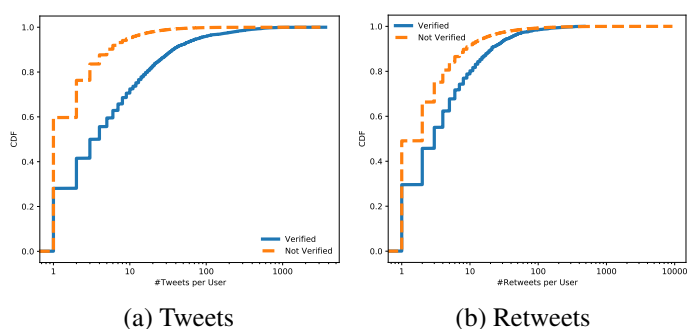 1.0
0.8
0.6
0.4
0.2
0.0
CDF
Verified
Not Verified
1 10 100 1000
#Tweets per User
(a) Tweets
1.0
0.8
0.6
0.4
0.2
0.0
CDF
Verified
Not Verified
1 10 100 1000 10000
#Retweets per User
(b) Retweets